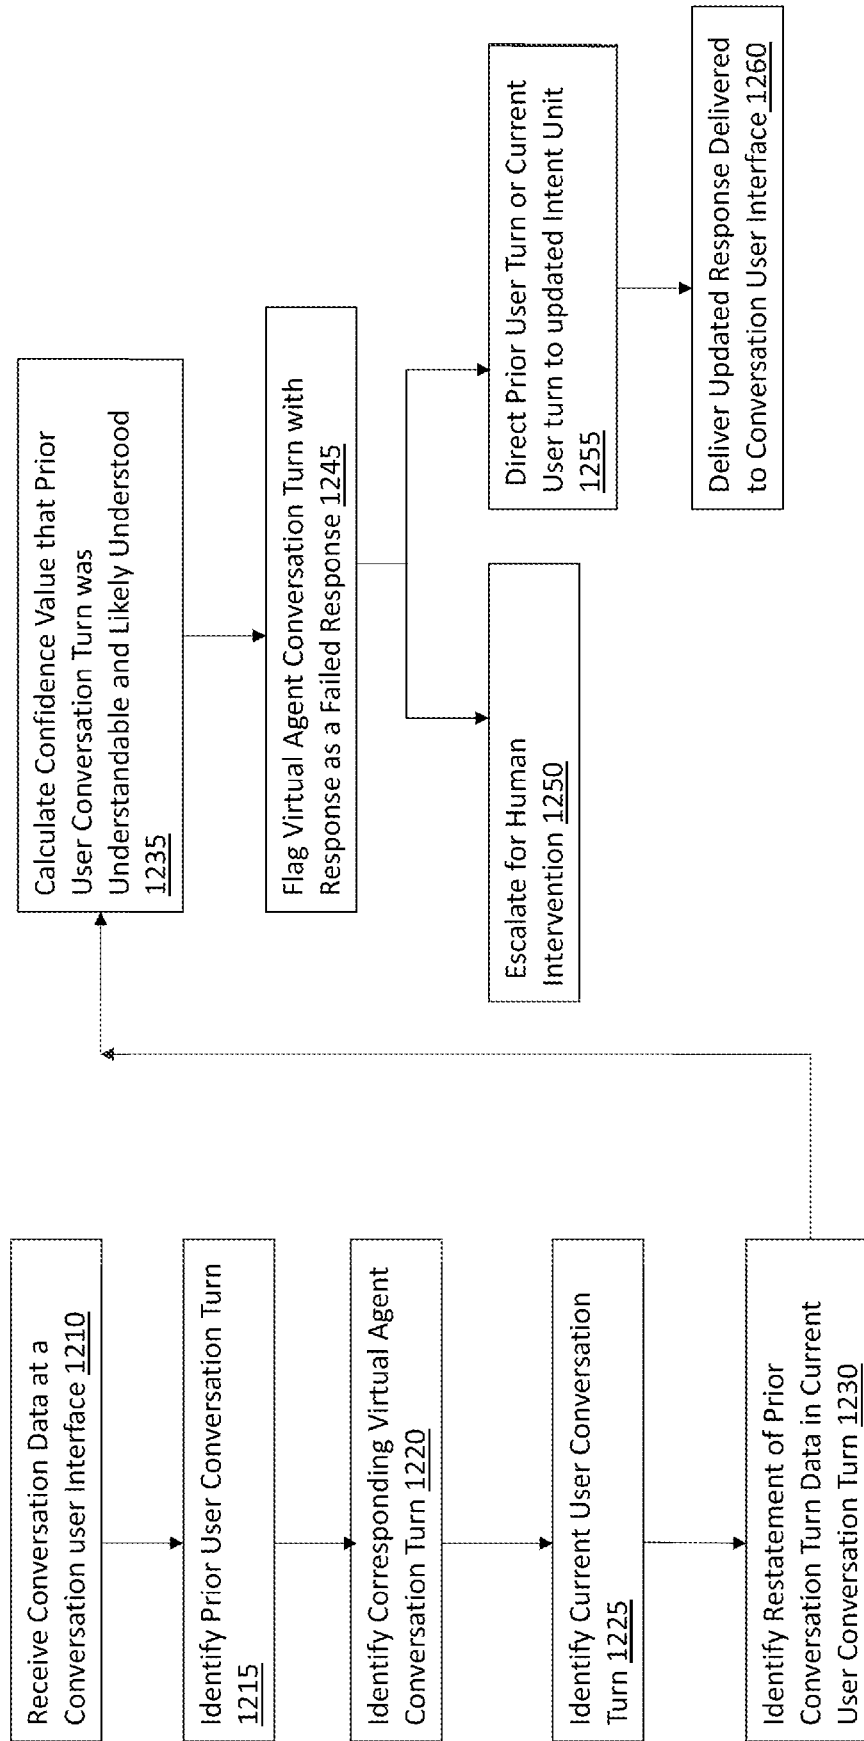 Receive Conversation Data at a
Conversation user Interface 1210
Identify Prior User Conversation Turn
1215
Identify Corresponding Virtual Agent
Conversation Turn 1220
Identify Current User Conversation
Turn 1225
Identify Restatement of Prior
Conversation Turn Data in Current
User Conversation Turn 1230
Calculate Confidence Value that Prior
User Conversation Turn was
Understandable and Likely Understood
1235
Flag Virtual Agent Conversation Turn with
Response as a Failed Response 1245
Escalate for Human
Intervention 1250
Direct Prior User Turn or Current
User turn to updated Intent Unit
1255
Deliver Updated Response Delivered
to Conversation User Interface 1260